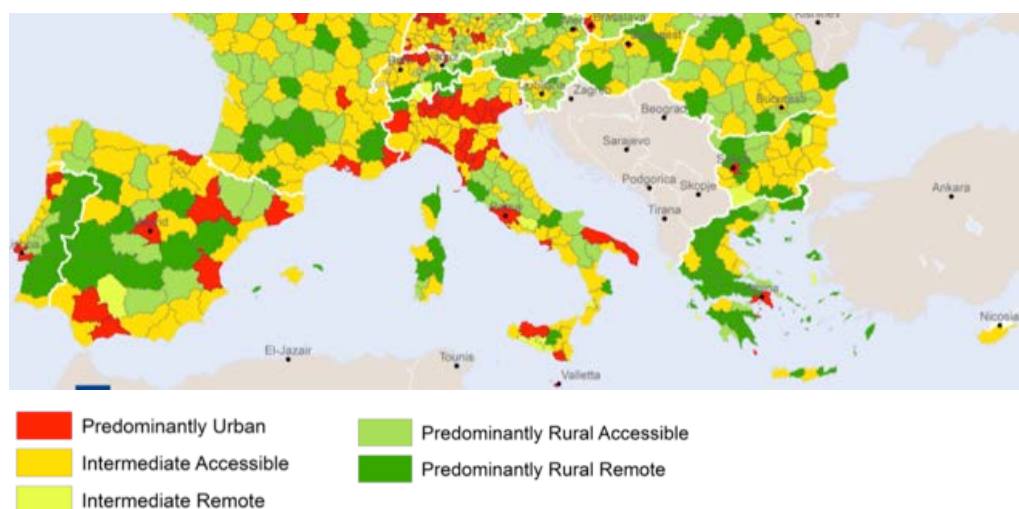 Kishinev
Bratislava
Zagreb
Beograd
Bucuresti
Sarajevo
Podgorica
Skopje
Tirana
Ankara
Nicosia
El-Jazair
Tounis
Valletta
Predominantly Urban
Predominantly Rural Accessible
Intermediate Accessible
Predominantly Rural Remote
Intermediate Remote